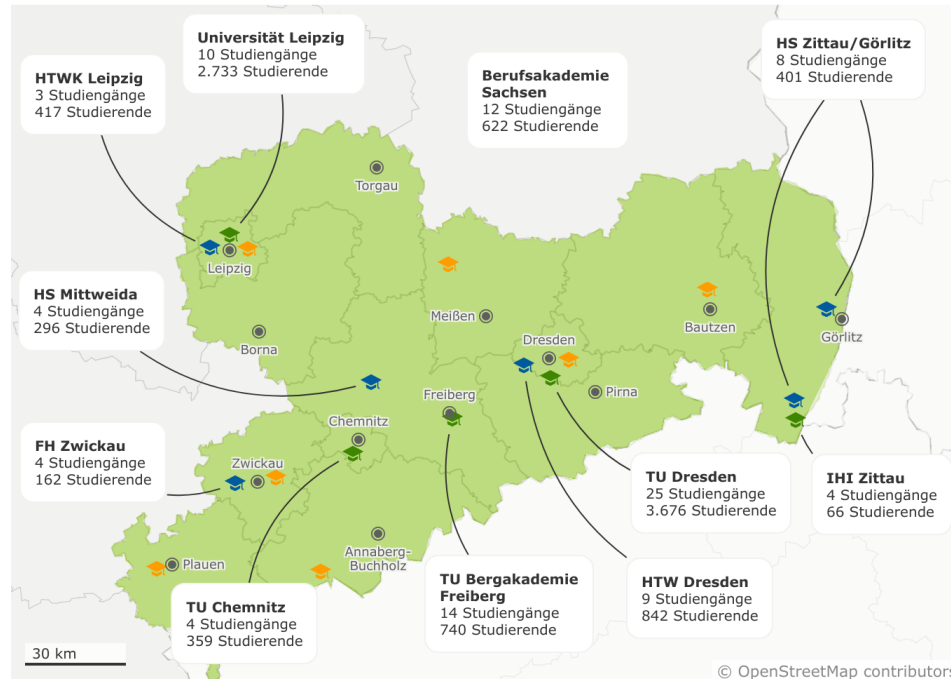 Universität Leipzig
10 Studiengänge
2.733 Studierende
HTWK Leipzig
3 Studiengänge
417 Studierende
Berufsakademie
Sachsen
12 Studiengänge
622 Studierende
HS Zittau/Görlitz
8 Studiengänge
401 Studierende
Torgau
Leipzig
HS Mittweida
4 Studiengänge
296 Studierende
Meißen
Bautzen
Görlitz
Borna
Dresden
Pirna
Freiberg
Chemnitz
FH Zwickau
4 Studiengänge
162 Studierende
Zwickau
TU Dresden
25 Studiengänge
3.676 Studierende
IHI Zittau
4 Studiengänge
66 Studierende
Annaberg-
Buchholz
Plauen
TU Chemnitz
4 Studiengänge
359 Studierende
TU Bergakademie
Freiberg
14 Studiengänge
740 Studierende
HTW Dresden
9 Studiengänge
842 Studierende
30 km
© OpenStreetMap contributors